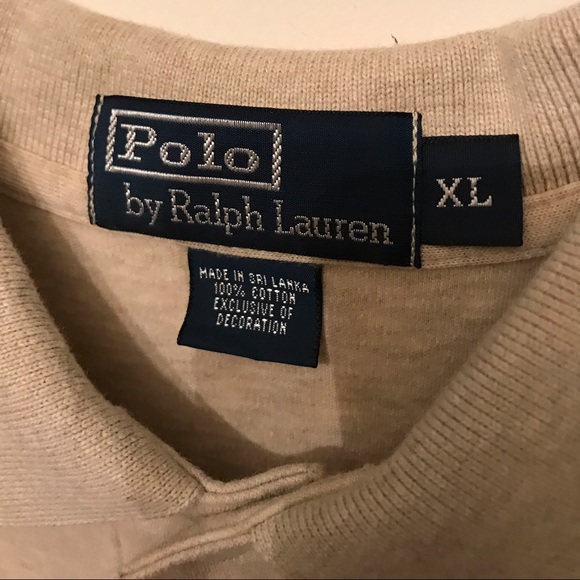 Polo
by Ralph Lauren
XL
MADE IN SRI LANKA
100% COTTON
EXCLUSIVE OF
DECORATION